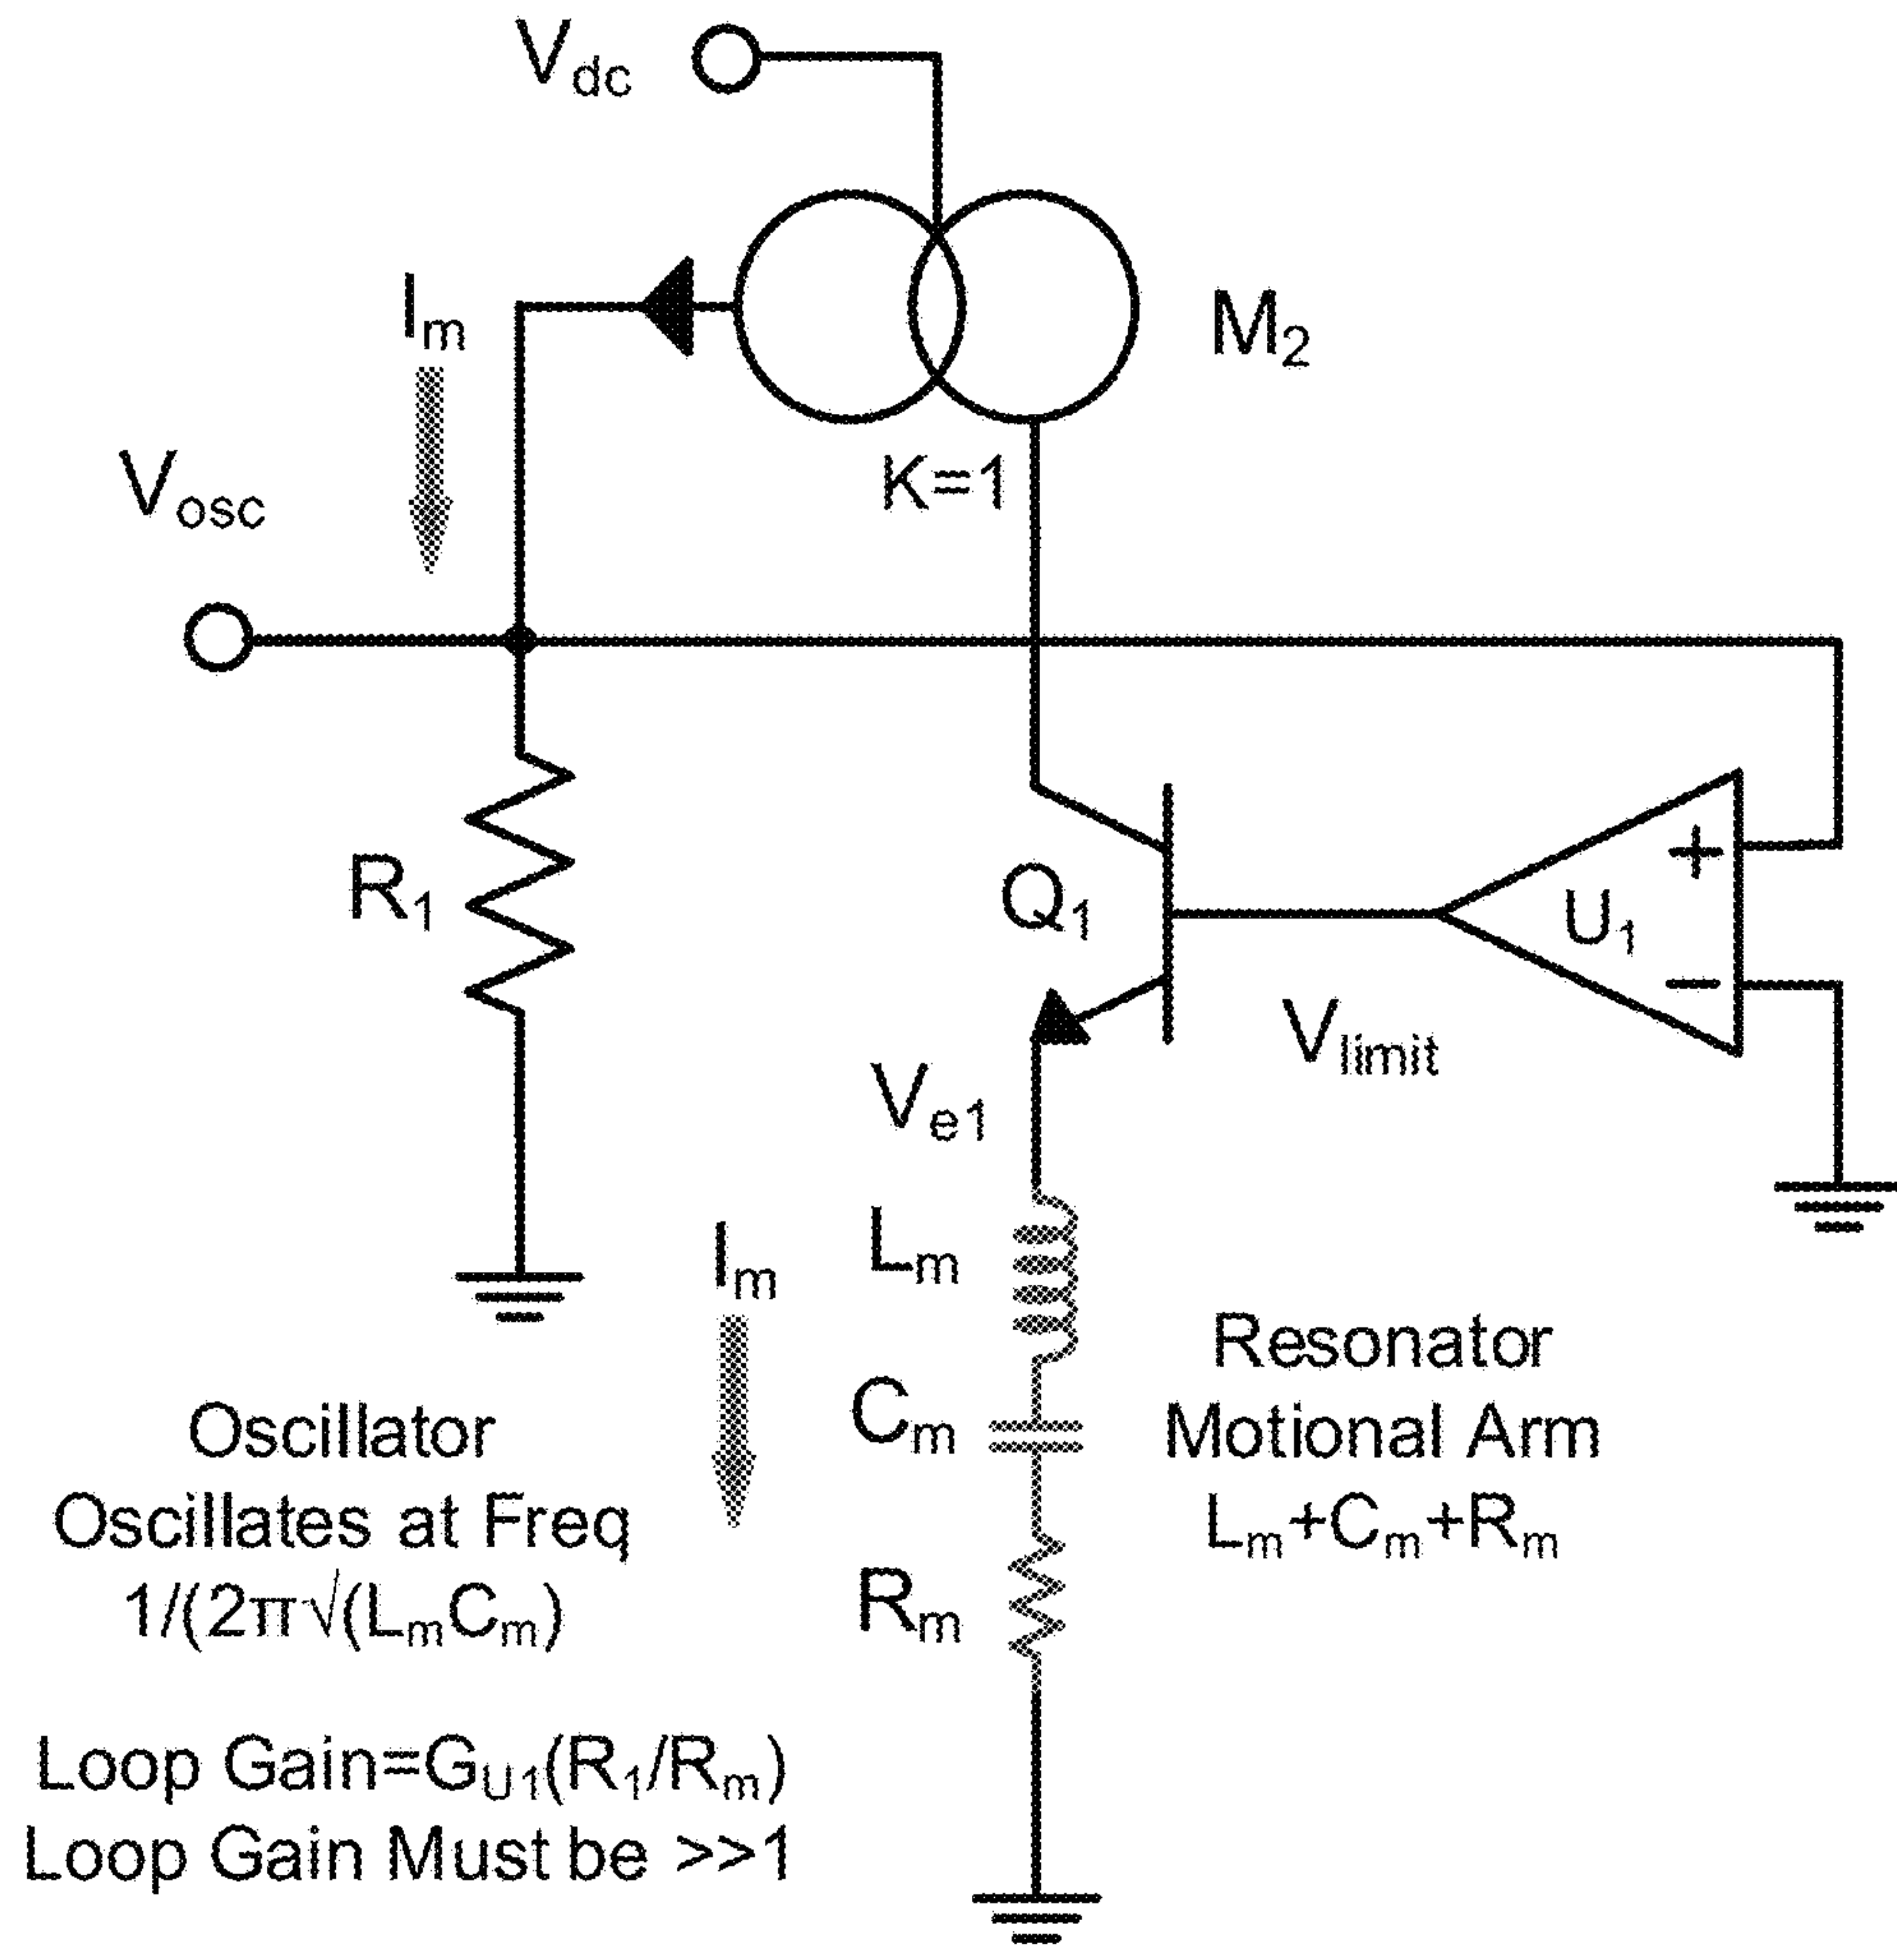 Vdc
Im
M2
K=1
Vosc
R1
Q1
+
U1
−
Vlimit
Ve1
Lm
Im
Cm
Rm
Resonator
Motional Arm
Lm+Cm+Rm
Oscillator
Oscillates at Freq
1/(2π√(LmCm)
Loop Gain=GU1(R1/Rm)
Loop Gain Must be >>1